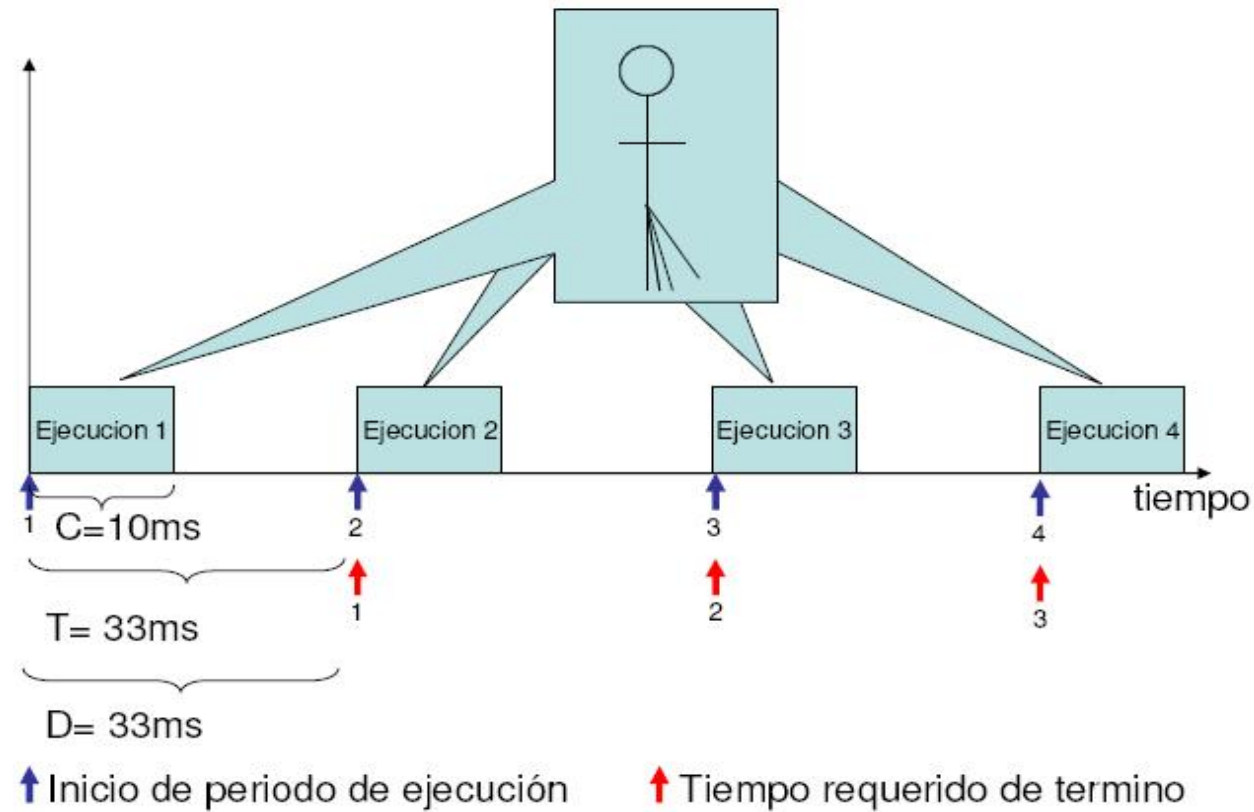 Ejecucion 1
Ejecucion 2
Ejecucion 3
Ejecucion 4
tiempo
1
2
3
4
C=10ms
1
2
3
T= 33ms
D= 33ms
Inicio de periodo de ejecución
Tiempo requerido de termino